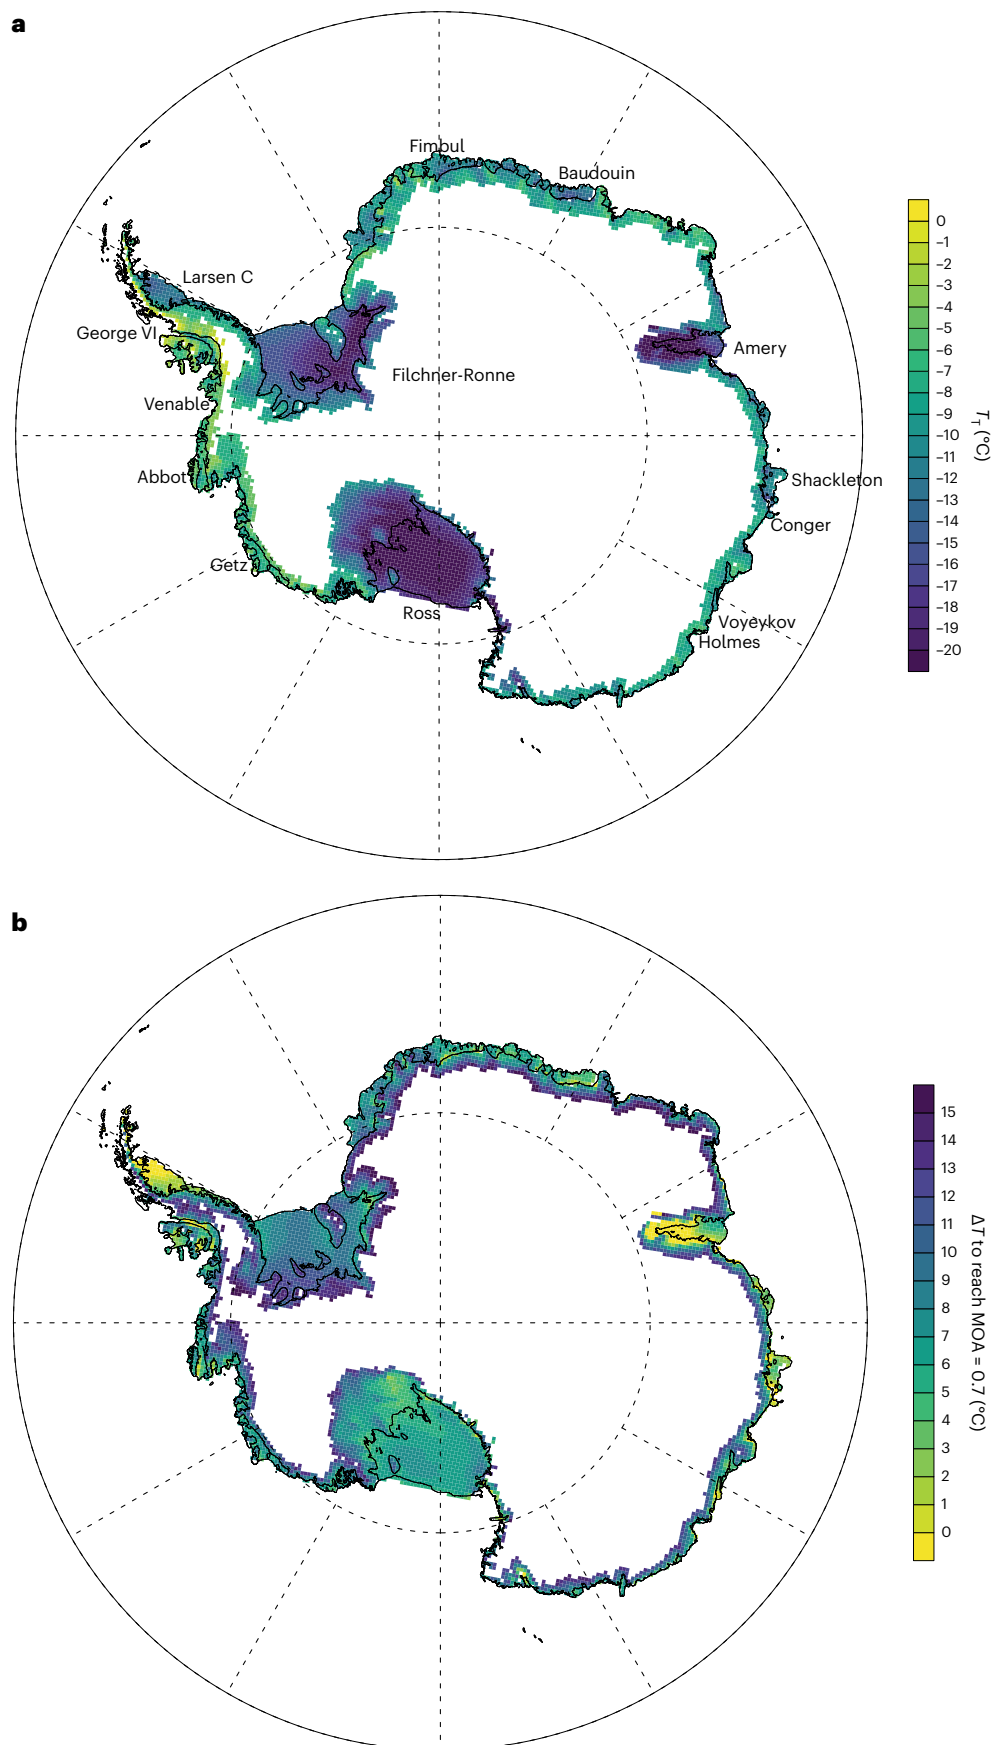 a
Fimbul
Baudouin
Larsen C
George VI
Amery
Filchner-Ronne
Venable
Abbot
Shackleton
Conger
Getz
Ross
Voyeykov
Holmes
0
–1
–2
–3
–4
–5
–6
–7
–8
–9
–10
–11
–12
–13
–14
–15
–16
–17
–18
–19
–20
T_T (°C)
b
15
14
13
12
11
10
9
8
7
6
5
4
3
2
1
0
ΔT to reach MOA = 0.7 (°C)